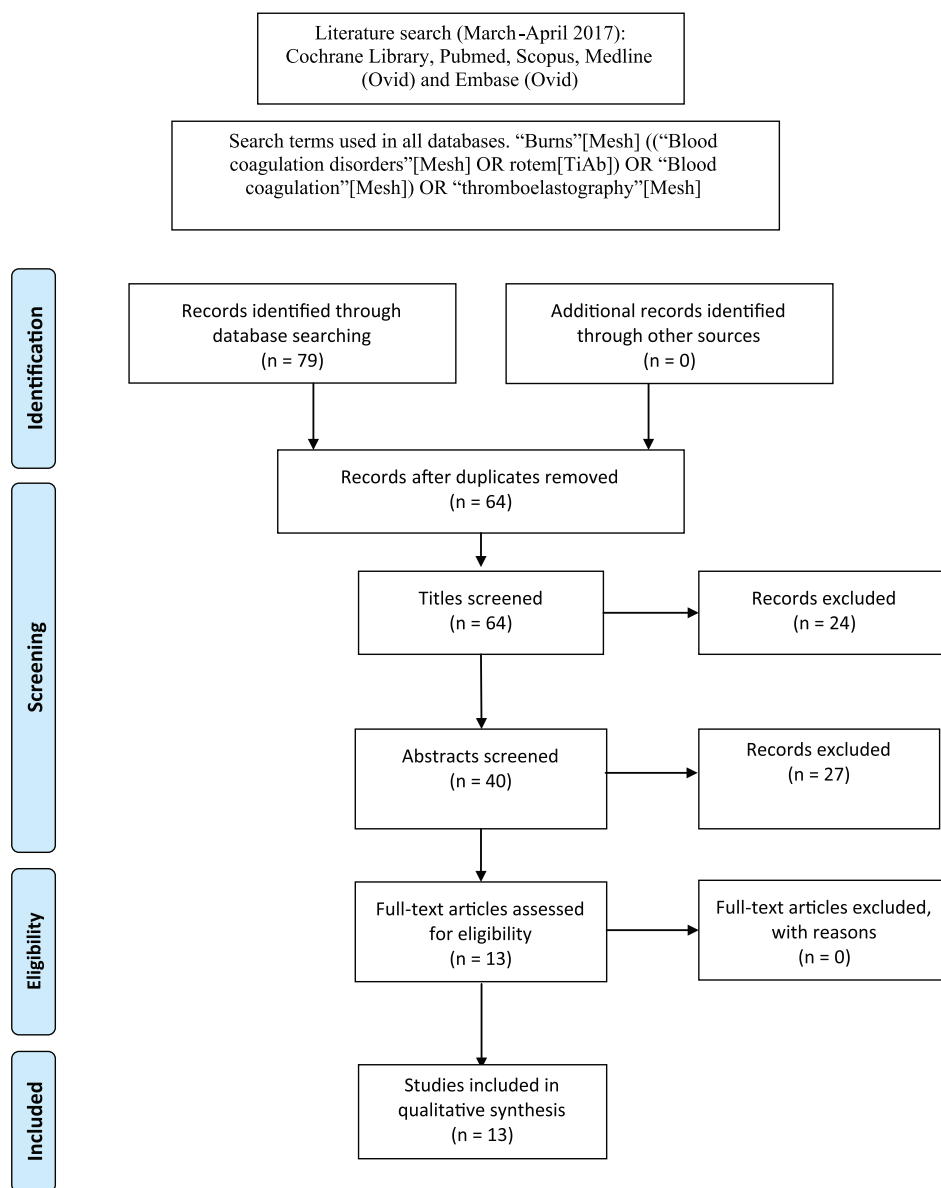 Literature search (March-April 2017):
Cochrane Library, Pubmed, Scopus, Medline
(Ovid) and Embase (Ovid)
Search terms used in all databases. “Burns”[Mesh] ((“Blood
coagulation disorders”[Mesh] OR rotem[TiAb]) OR “Blood
coagulation”[Mesh]) OR “thromboelastography”[Mesh]
Identification
Records identified through
database searching
(n = 79)
Additional records identified
through other sources
(n = 0)
Records after duplicates removed
(n = 64)
Screening
Titles screened
(n = 64)
Records excluded
(n = 24)
Abstracts screened
(n = 40)
Records excluded
(n = 27)
Eligibility
Full-text articles assessed
for eligibility
(n = 13)
Full-text articles excluded,
with reasons
(n = 0)
Included
Studies included in
qualitative synthesis
(n = 13)